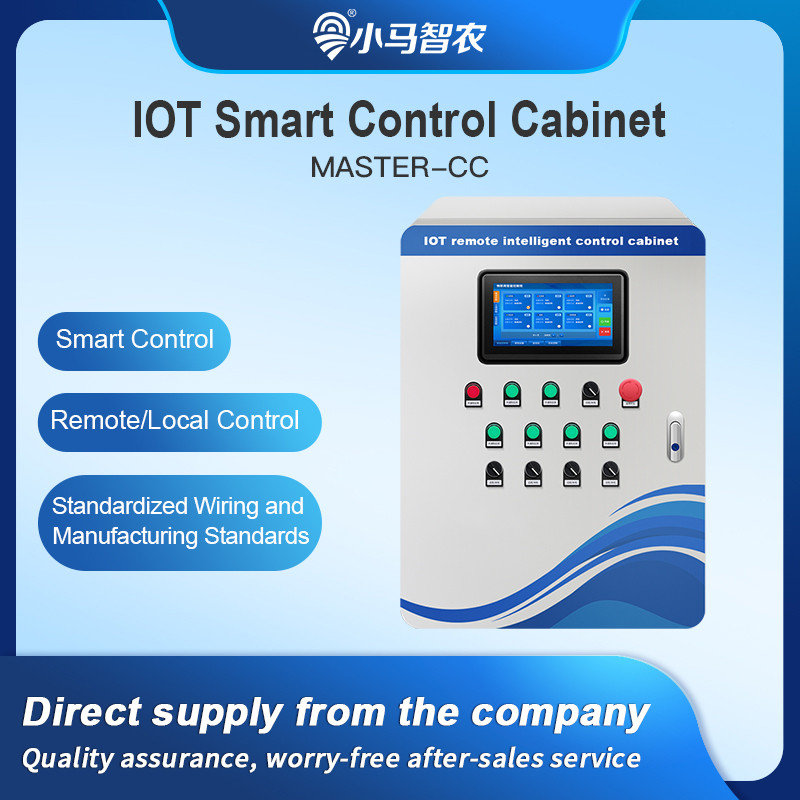 ®小马智农
IOT Smart Control Cabinet
MASTER-CC
IOT remote intelligent control cabinet
Smart Control
Remote/Local Control
Standardized Wiring and
Manufacturing Standards
Direct supply from the company
Quality assurance, worry-free after-sales service